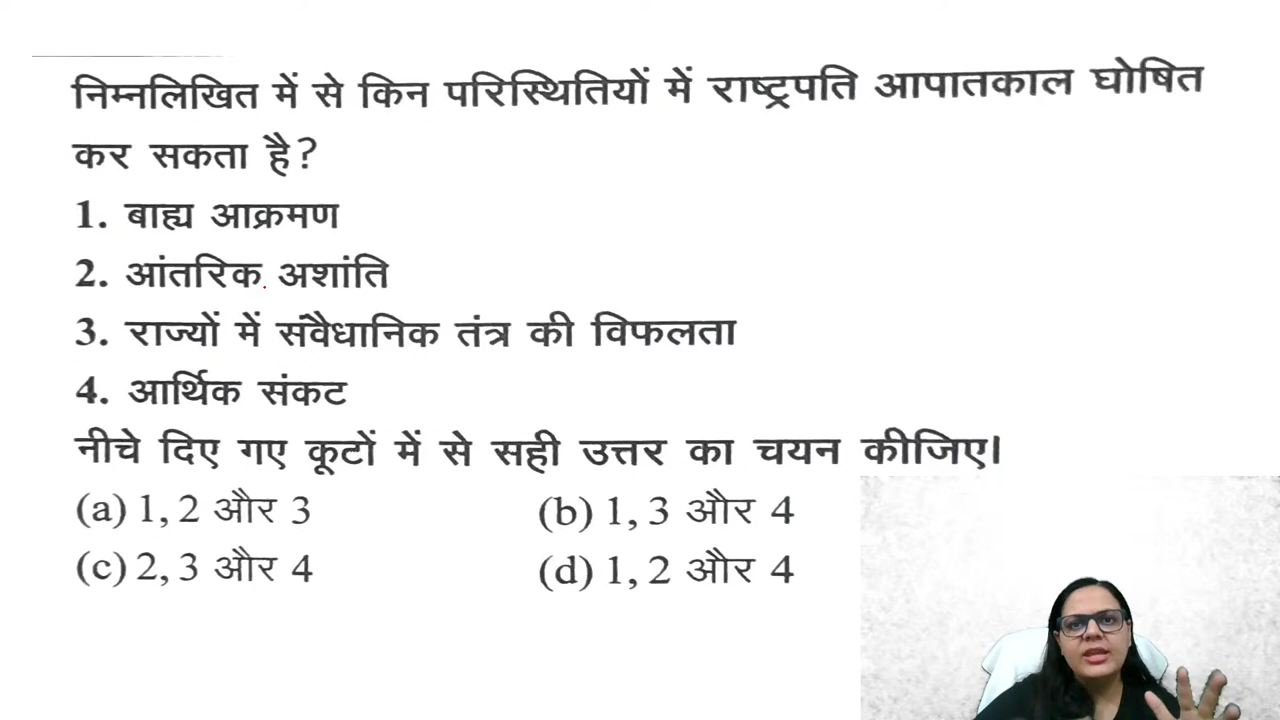 निम्नलिखित में से किन परिस्थितियों में राष्ट्रपति आपातकाल घोषित
कर सकता है?
1. बाह्य आक्रमण
2. आंतरिक अशांति
3. राज्यों में संवैधानिक तंत्र की विफलता
4. आर्थिक संकट
नीचे दिए गए कूटों में से सही उत्तर का चयन कीजिए।
(a) 1, 2 और 3 (b) 1, 3 और 4
(c) 2, 3 और 4 (d) 1, 2 और 4